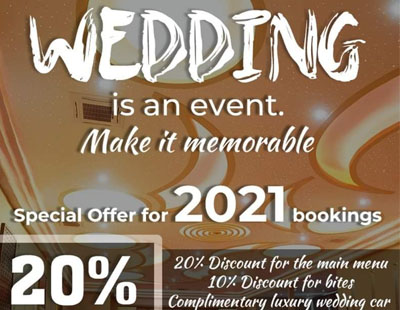 WEDDING
is an event.
Make it memorable
Special Offer for 2021 bookings
20%
20% Discount for the main menu
10% Discount for bites
Complimentary luxury wedding car